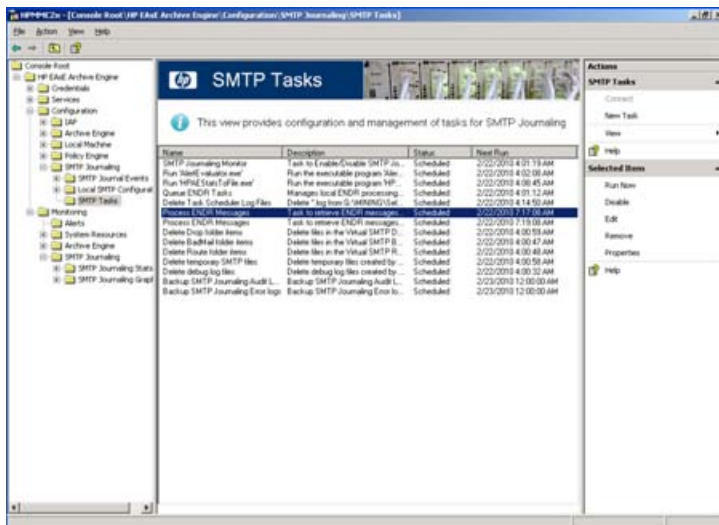 HPMMC2x - [Console Root\HP EAsE Archive Engine\Configuration\SMTP Journaling\SMTP Tasks]
File Action View Help
Console Root
HP EAsE Archive Engine
Credentials
Services
Configuration
IAP
Archive Engine
Local Machine
Policy Engine
SMTP Journaling
SMTP Journal Events
Local SMTP Configurat
SMTP Tasks
Monitoring
Alerts
System Resources
Archive Engine
SMTP Journaling
SMTP Journaling Stats
SMTP Journaling Graph
hp SMTP Tasks
This view provides configuration and management of tasks for SMTP Journaling
Name Description Status Next Run
SMTP Journaling Monitor Task to Enable/Disable SMTP Jo... Scheduled 2/22/2010 4:01:19 AM
Run 'AlertEvaluator.exe' Run the executable program 'Aler... Scheduled 2/22/2010 4:02:08 AM
Run 'HPAEStatsToFile.exe' Run the executable program 'HP... Scheduled 2/22/2010 4:08:45 AM
Queue ENDR Tasks Manages local ENDR processing... Scheduled 2/22/2010 4:01:12 AM
Delete Task Scheduler Log Files Delete *.log from G:\MINING\Sel... Scheduled 2/22/2010 4:14:50 AM
Process ENDR Messages Task to retrieve ENDR messages... Scheduled 2/22/2010 7:17:08 AM
Process ENDR Messages Task to retrieve ENDR messages... Scheduled 2/22/2010 7:19:08 AM
Delete Drop folder items Delete files in the Virtual SMTP D... Scheduled 2/22/2010 4:00:59 AM
Delete BadMail folder items Delete files in the Virtual SMTP B... Scheduled 2/22/2010 4:00:47 AM
Delete Route folder items Delete files in the Virtual SMTP R... Scheduled 2/22/2010 4:00:48 AM
Delete temporary SMTP files Delete temporary files created by ... Scheduled 2/22/2010 4:00:58 AM
Delete debug log files Delete debug log files created by ... Scheduled 2/22/2010 4:00:32 AM
Backup SMTP Journaling Audit L... Backup SMTP Journaling Audit L... Scheduled 2/23/2010 12:00:00 AM
Backup SMTP Journaling Error logs Backup SMTP Journaling Error lo... Scheduled 2/23/2010 12:00:00 AM
Actions
SMTP Tasks
Connect
New Task
View
Help
Selected Item
Run Now
Disable
Edit
Remove
Properties
Help